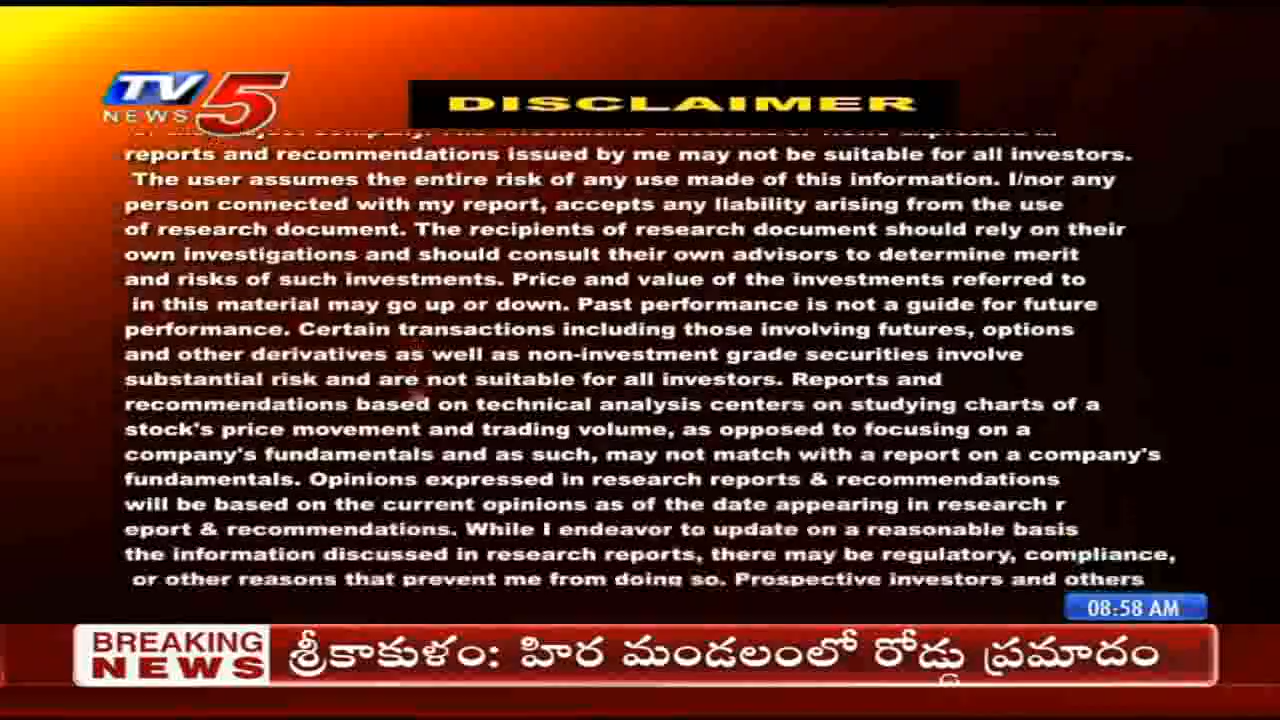 TV5
NEWS
DISCLAIMER
reports and recommendations issued by me may not be suitable for all investors.
The user assumes the entire risk of any use made of this information. I/nor any
person connected with my report, accepts any liability arising from the use
of research document. The recipients of research document should rely on their
own investigations and should consult their own advisors to determine merit
and risks of such investments. Price and value of the investments referred to
in this material may go up or down. Past performance is not a guide for future
performance. Certain transactions including those involving futures, options
and other derivatives as well as non-investment grade securities involve
substantial risk and are not suitable for all investors. Reports and
recommendations based on technical analysis centers on studying charts of a
stock's price movement and trading volume, as opposed to focusing on a
company's fundamentals and as such, may not match with a report on a company's
fundamentals. Opinions expressed in research reports & recommendations
will be based on the current opinions as of the date appearing in research r
eport & recommendations. While I endeavor to update on a reasonable basis
the information discussed in research reports, there may be regulatory, compliance,
or other reasons that prevent me from doing so. Prospective investors and others
08:58 AM
BREAKING
NEWS
శ్రీకాకుళం: హిర మండలంలో రోడ్డు ప్రమాదం